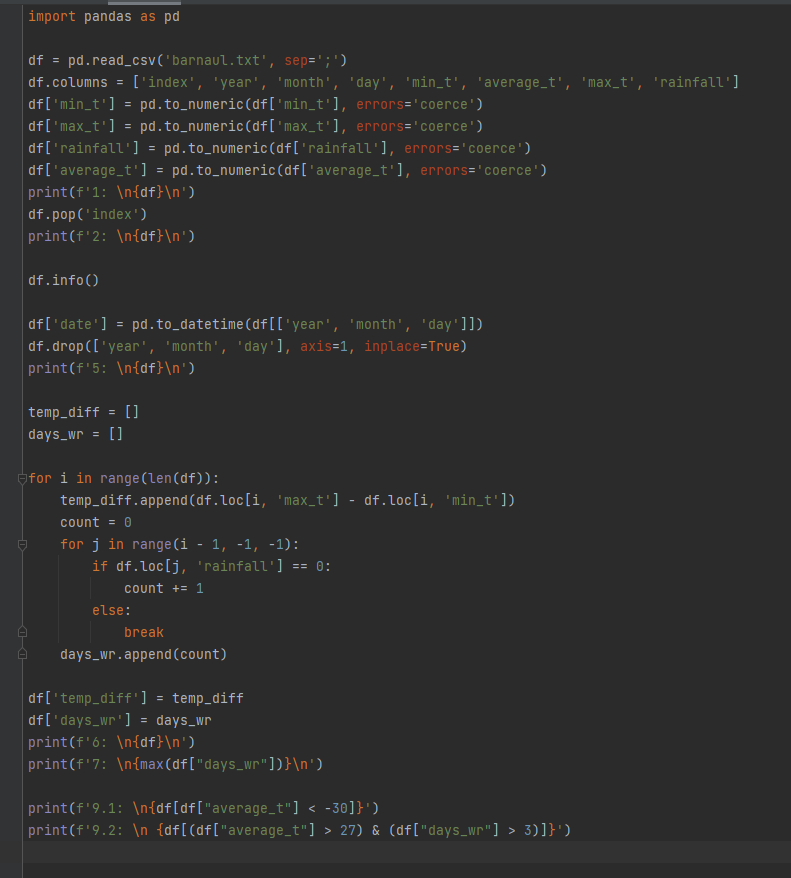 import pandas as pd
df = pd.read_csv('barnaul.txt', sep=';')
df.columns = ['index', 'year', 'month', 'day', 'min_t', 'average_t', 'max_t', 'rainfall']
df['min_t'] = pd.to_numeric(df['min_t'], errors='coerce')
df['max_t'] = pd.to_numeric(df['max_t'], errors='coerce')
df['rainfall'] = pd.to_numeric(df['rainfall'], errors='coerce')
df['average_t'] = pd.to_numeric(df['average_t'], errors='coerce')
print(f'1: \n{df}\n')
df.pop('index')
print(f'2: \n{df}\n')
df.info()
df['date'] = pd.to_datetime(df[['year', 'month', 'day']])
df.drop(['year', 'month', 'day'], axis=1, inplace=True)
print(f'5: \n{df}\n')
temp_diff = []
days_wr = []
for i in range(len(df)):
    temp_diff.append(df.loc[i, 'max_t'] - df.loc[i, 'min_t'])
    count = 0
    for j in range(i - 1, -1, -1):
        if df.loc[j, 'rainfall'] == 0:
            count += 1
        else:
            break
    days_wr.append(count)
df['temp_diff'] = temp_diff
df['days_wr'] = days_wr
print(f'6: \n{df}\n')
print(f'7: \n{max(df["days_wr"])}\n')
print(f'9.1: \n{df[df["average_t"] < -30]}')
print(f'9.2: \n {df[(df["average_t"] > 27) & (df["days_wr"] > 3)]}')